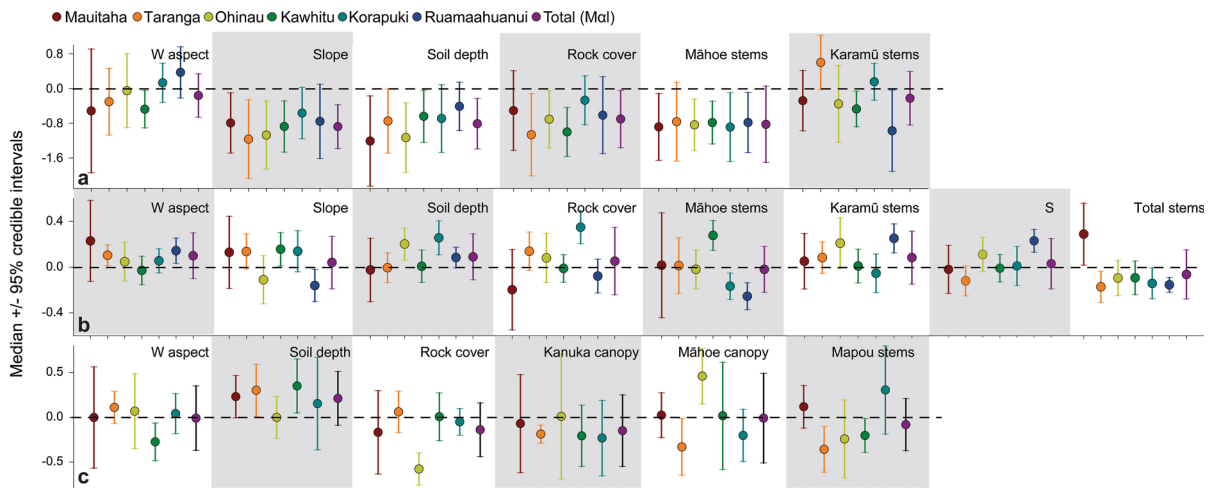 Mauitaha Taranga Ohinau Kawhitu Korapuki Ruamaahuanui Total (Mαl)
Median +/- 95% credible intervals
W aspect Slope Soil depth Rock cover Māhoe stems Karamū stems
0.8
0.0
-0.8
-1.6
a
W aspect Slope Soil depth Rock cover Māhoe stems Karamū stems S Total stems
0.4
0.0
-0.4
b
W aspect Soil depth Rock cover Kanuka canopy Māhoe canopy Mapou stems
0.5
0.0
-0.5
c